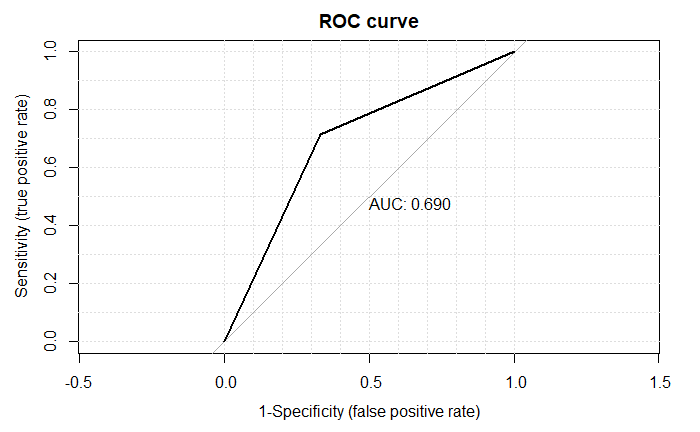 ROC curve
1.0
0.8
0.6
0.4
0.2
0.0
Sensitivity (true positive rate)
AUC: 0.690
-0.5 0.0 0.5 1.0 1.5
1-Specificity (false positive rate)